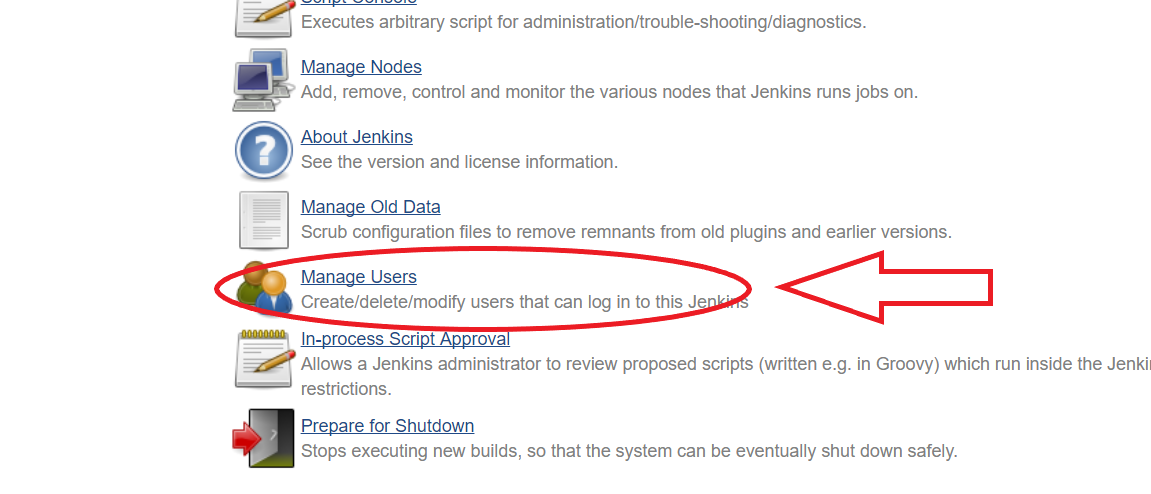 Script Console
Executes arbitrary script for administration/trouble-shooting/diagnostics.
Manage Nodes
Add, remove, control and monitor the various nodes that Jenkins runs jobs on.
About Jenkins
See the version and license information.
Manage Old Data
Scrub configuration files to remove remnants from old plugins and earlier versions.
Manage Users
Create/delete/modify users that can log in to this Jenkins
In-process Script Approval
Allows a Jenkins administrator to review proposed scripts (written e.g. in Groovy) which run inside the Jenki
restrictions.
Prepare for Shutdown
Stops executing new builds, so that the system can be eventually shut down safely.